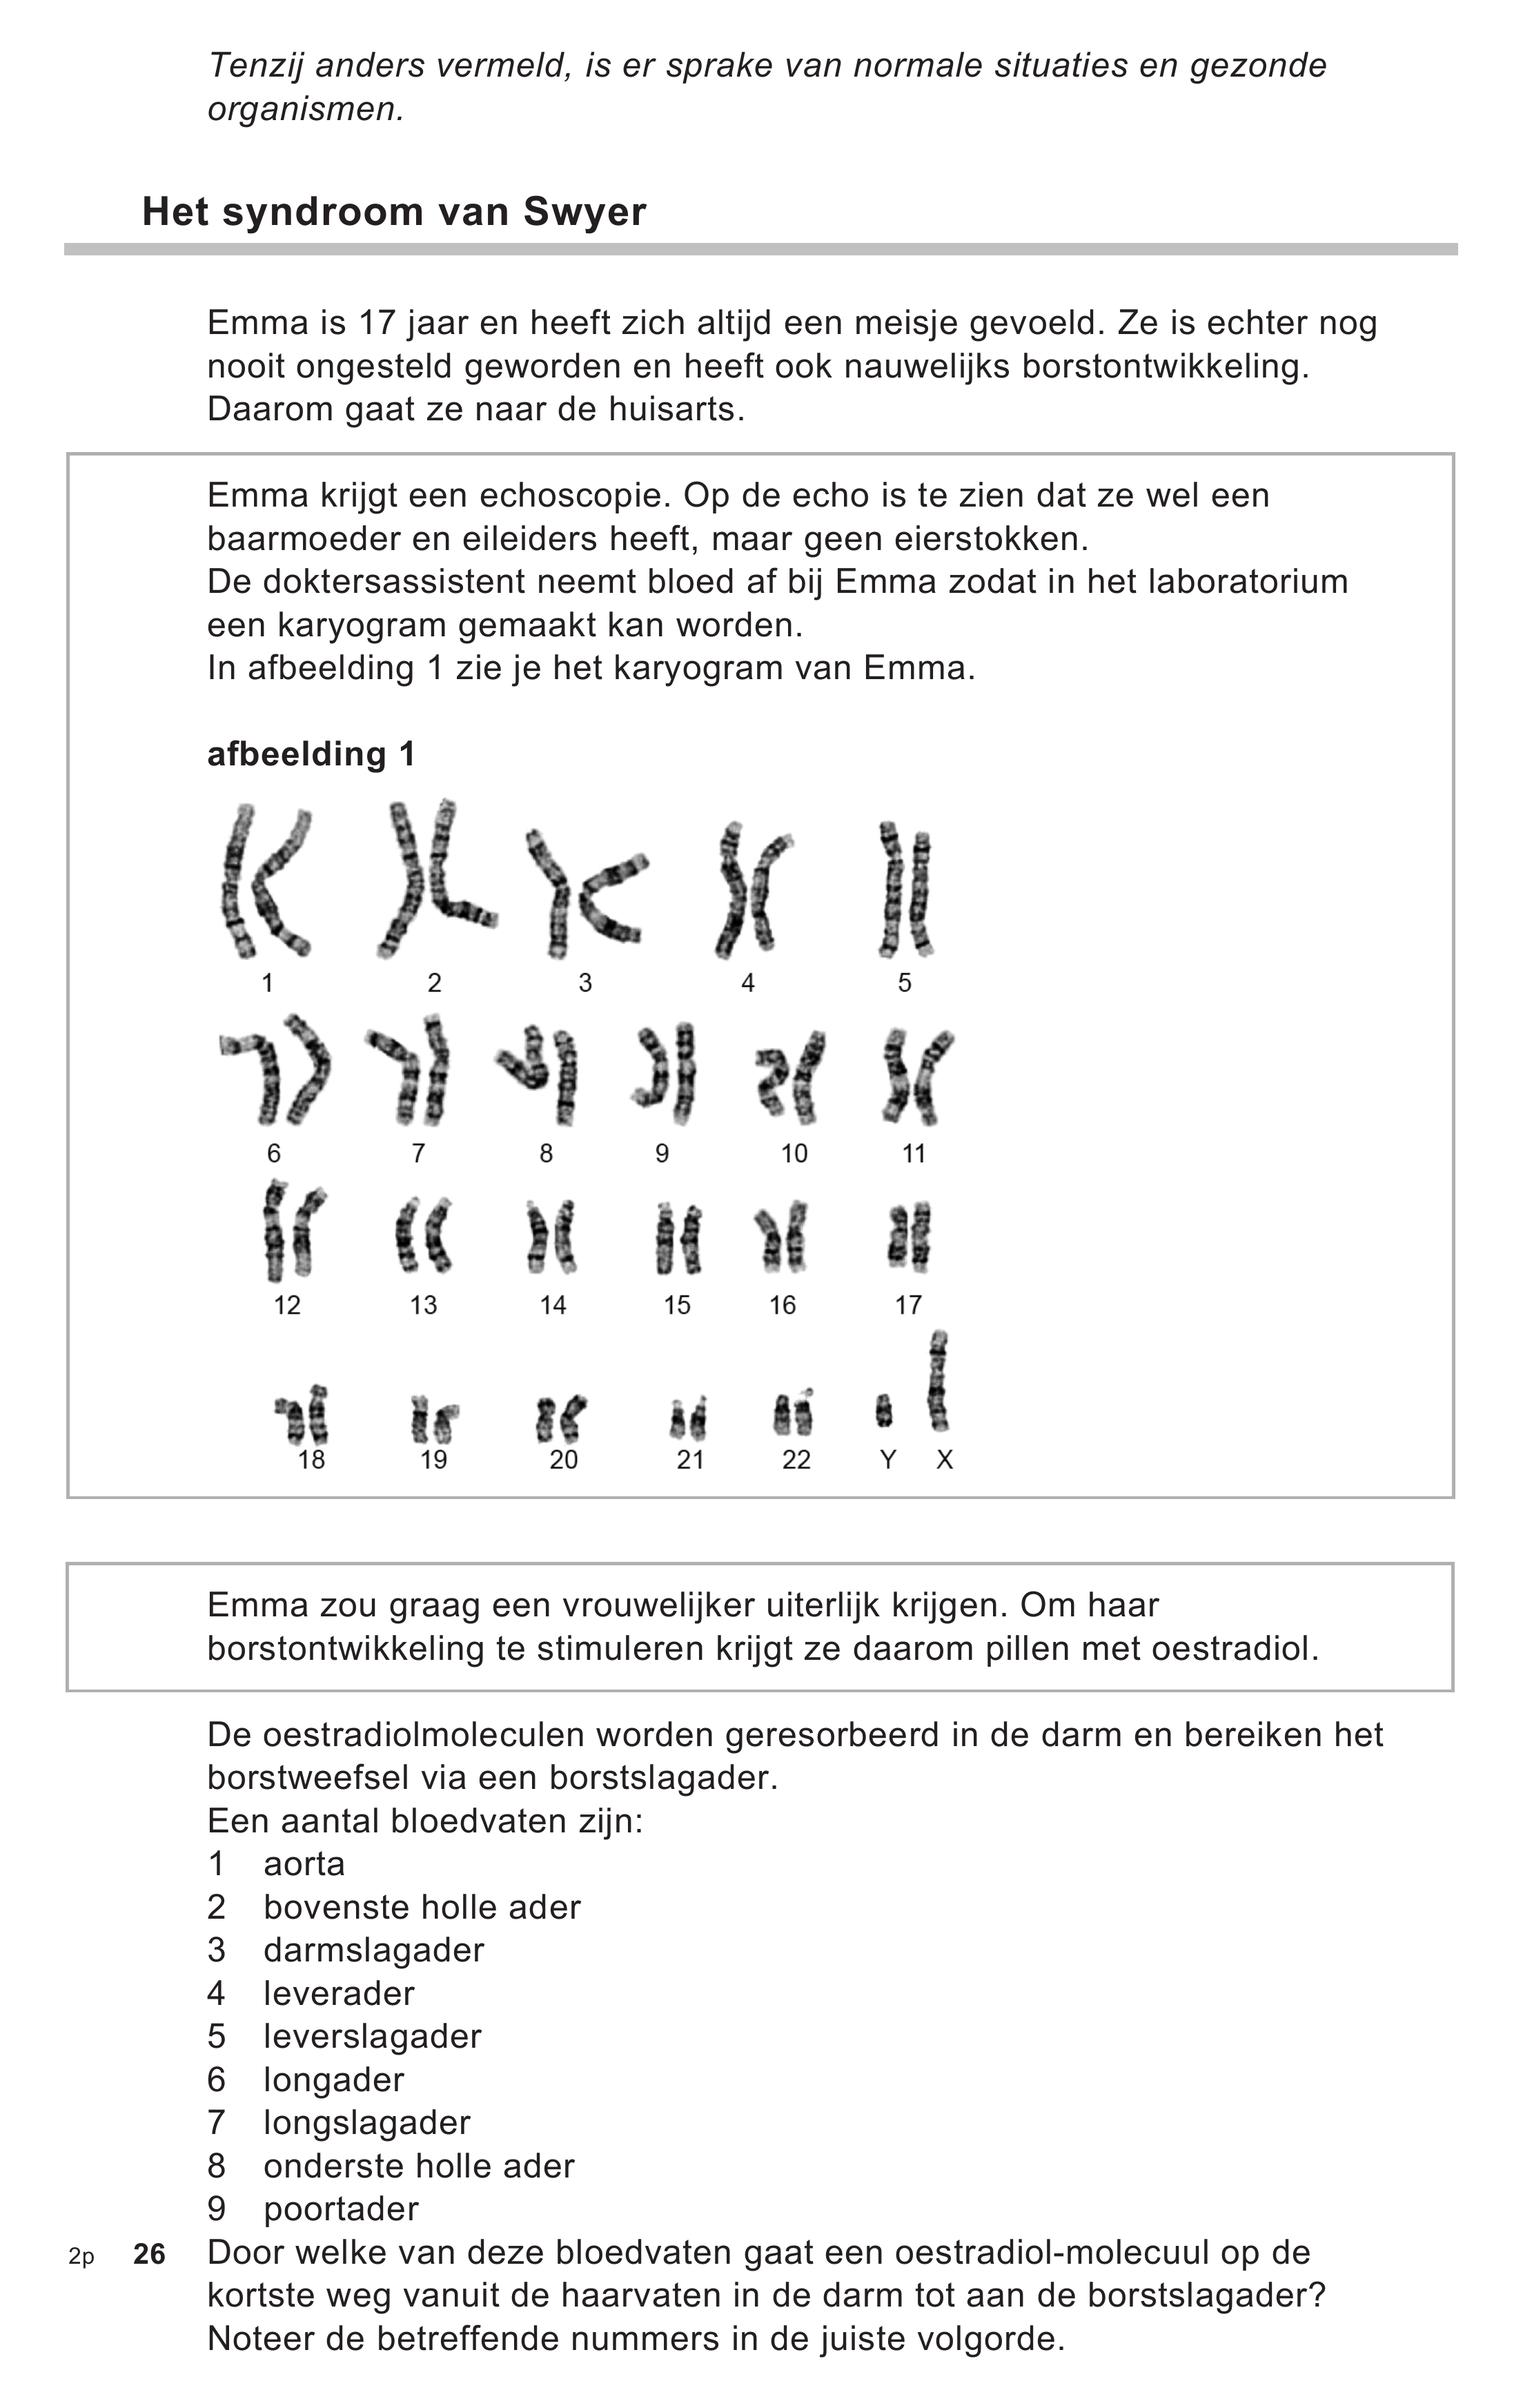 Tenzij anders vermeld, is er sprake van normale situaties en gezonde
organismen.
Het syndroom van Swyer
Emma is 17 jaar en heeft zich altijd een meisje gevoeld. Ze is echter nog
nooit ongesteld geworden en heeft ook nauwelijks borstontwikkeling.
Daarom gaat ze naar de huisarts.
Emma krijgt een echoscopie. Op de echo is te zien dat ze wel een
baarmoeder en eileiders heeft, maar geen eierstokken.
De doktersassistent neemt bloed af bij Emma zodat in het laboratorium
een karyogram gemaakt kan worden.
In afbeelding 1 zie je het karyogram van Emma.
afbeelding 1
1 2 3 4 5
6 7 8 9 10 11
12 13 14 15 16 17
18 19 20 21 22 Y X
Emma zou graag een vrouwelijker uiterlijk krijgen. Om haar
borstontwikkeling te stimuleren krijgt ze daarom pillen met oestradiol.
De oestradiolmoleculen worden geresorbeerd in de darm en bereiken het
borstweefsel via een borstslagader.
Een aantal bloedvaten zijn:
1 aorta
2 bovenste holle ader
3 darmslagader
4 leverader
5 leverslagader
6 longader
7 longslagader
8 onderste holle ader
9 poortader
2p 26 Door welke van deze bloedvaten gaat een oestradiol-molecuul op de
kortste weg vanuit de haarvaten in de darm tot aan de borstslagader?
Noteer de betreffende nummers in de juiste volgorde.